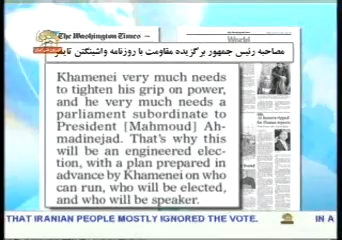 The Washington Times
World
مصاحبه رئیس جمهور برگزیده مقاومت با روزنامه واشینگتن تایمز
Khamenei very much needs
to tighten his grip on power,
and he very much needs a
parliament subordinate to
President [Mahmoud] Ah-
madinejad. That's why this
will be an engineered elec-
tion, with a plan prepared in
advance by Khamenei on who
can run, who will be elected,
and who will be speaker.
THAT IRANIAN PEOPLE MOSTLY IGNORED THE VOTE.
IN A